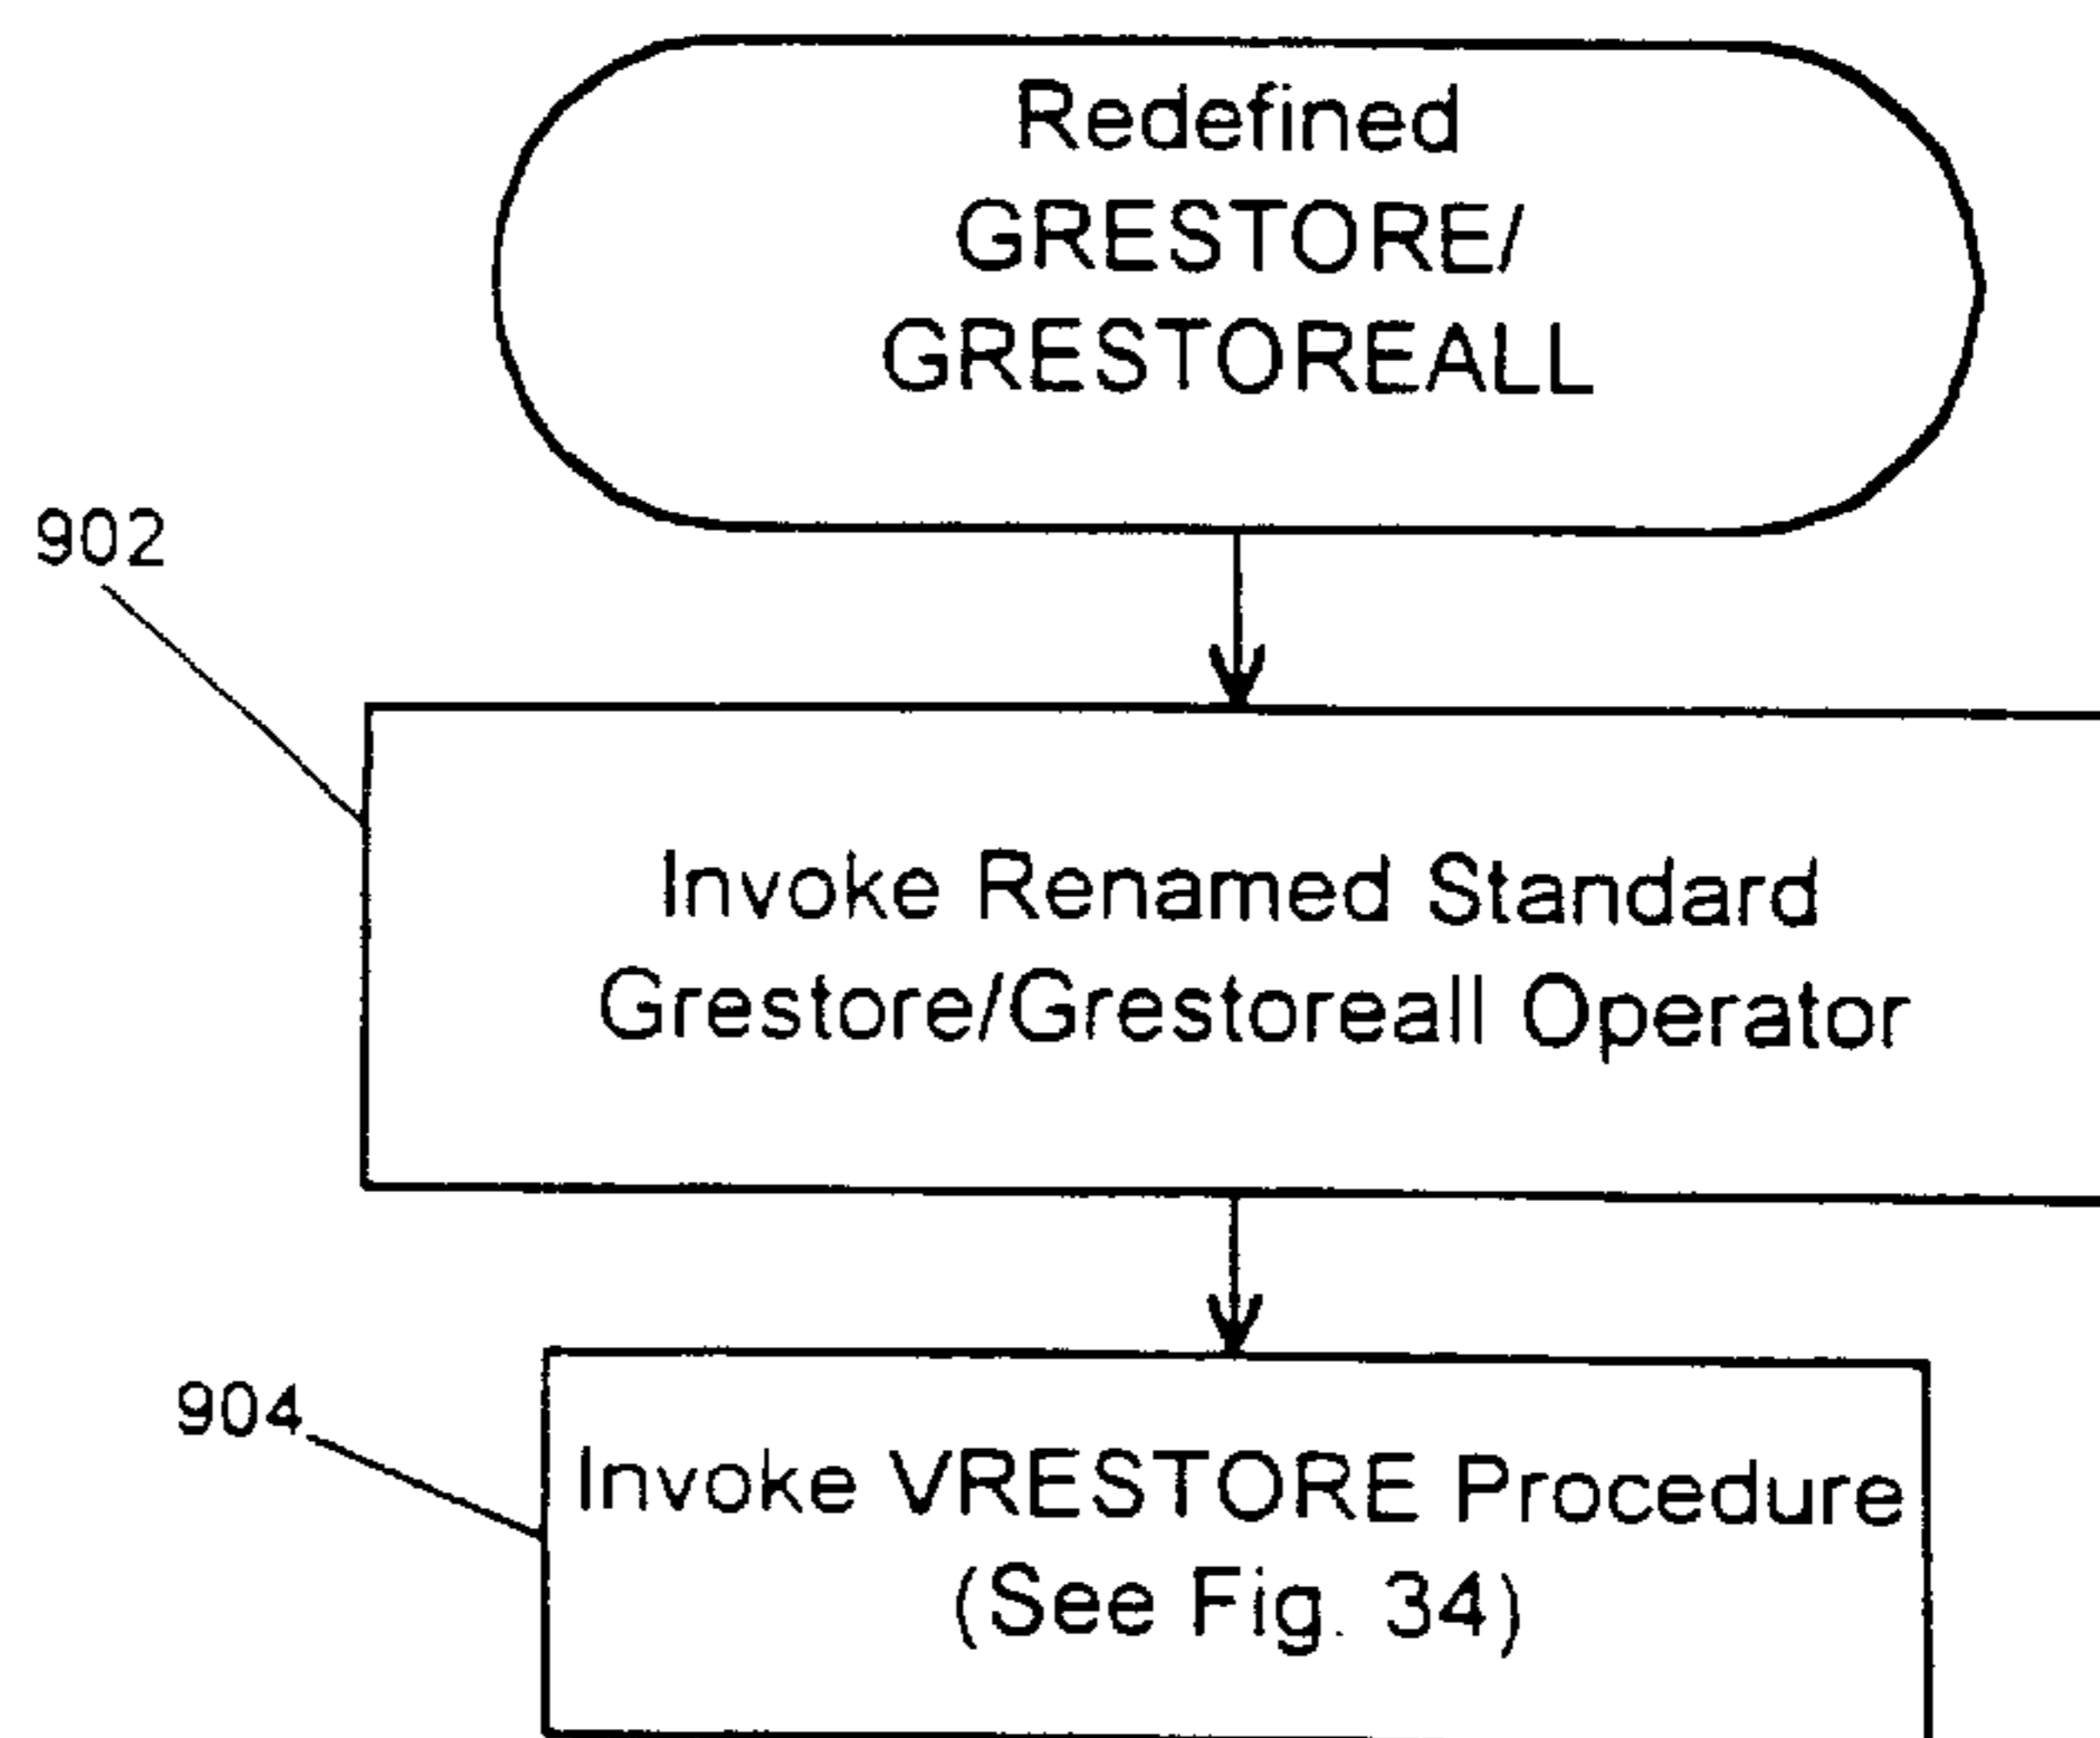 Redefined
GRESTORE/
GRESTOREALL
902
Invoke Renamed Standard
Grestore/Grestoreall Operator
904
Invoke VRESTORE Procedure
(See Fig. 34)